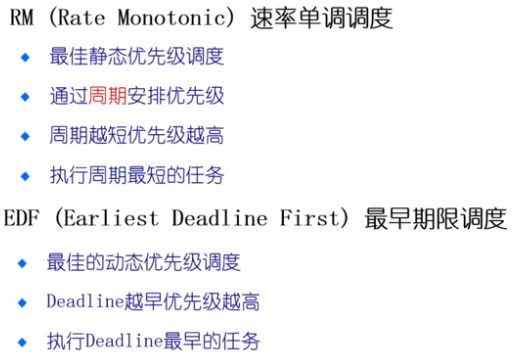 RM (Rate Monotonic) 速率单调调度
最佳静态优先级调度
通过周期安排优先级
周期越短优先级越高
执行周期最短的任务
EDF (Earliest Deadline First) 最早期限调度
最佳的动态优先级调度
Deadline越早优先级越高
执行Deadline最早的任务